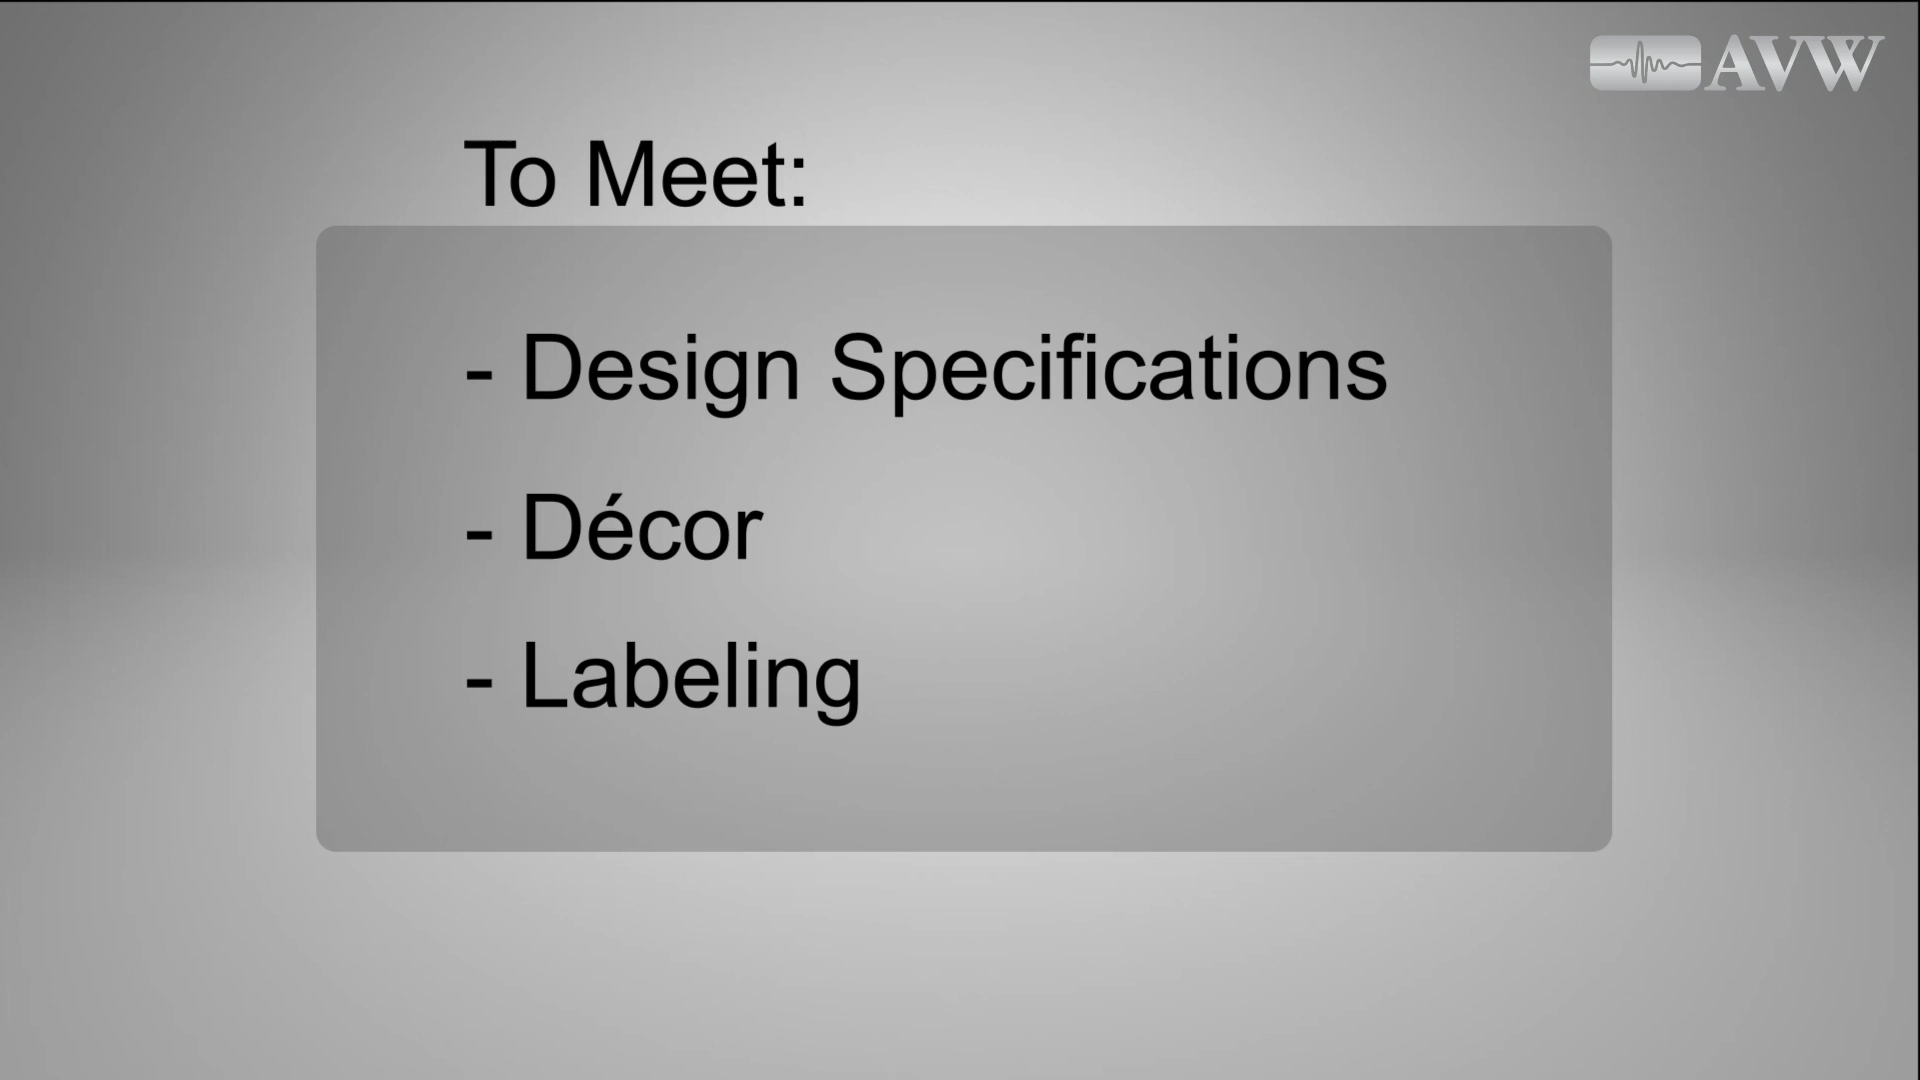 AVW
To Meet:
- Design Specifications
- Décor
- Labeling